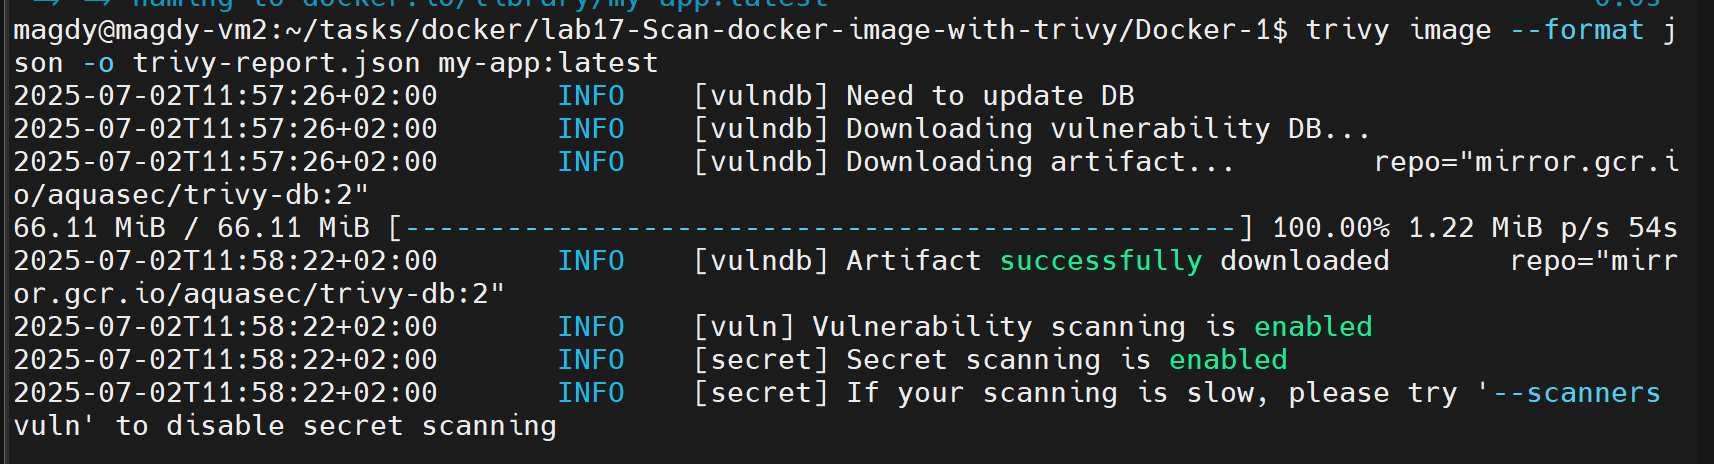 → → naming to docker.io/library/my-app:latest 0.0s
magdy@magdy-vm2:~/tasks/docker/lab17-Scan-docker-image-with-trivy/Docker-1$ trivy image --format j
son -o trivy-report.json my-app:latest
2025-07-02T11:57:26+02:00 INFO [vulndb] Need to update DB
2025-07-02T11:57:26+02:00 INFO [vulndb] Downloading vulnerability DB...
2025-07-02T11:57:26+02:00 INFO [vulndb] Downloading artifact... repo="mirror.gcr.i
o/aquasec/trivy-db:2"
66.11 MiB / 66.11 MiB [-------------------------------------------------] 100.00% 1.22 MiB p/s 54s
2025-07-02T11:58:22+02:00 INFO [vulndb] Artifact successfully downloaded repo="mirr
or.gcr.io/aquasec/trivy-db:2"
2025-07-02T11:58:22+02:00 INFO [vuln] Vulnerability scanning is enabled
2025-07-02T11:58:22+02:00 INFO [secret] Secret scanning is enabled
2025-07-02T11:58:22+02:00 INFO [secret] If your scanning is slow, please try '--scanners
vuln' to disable secret scanning